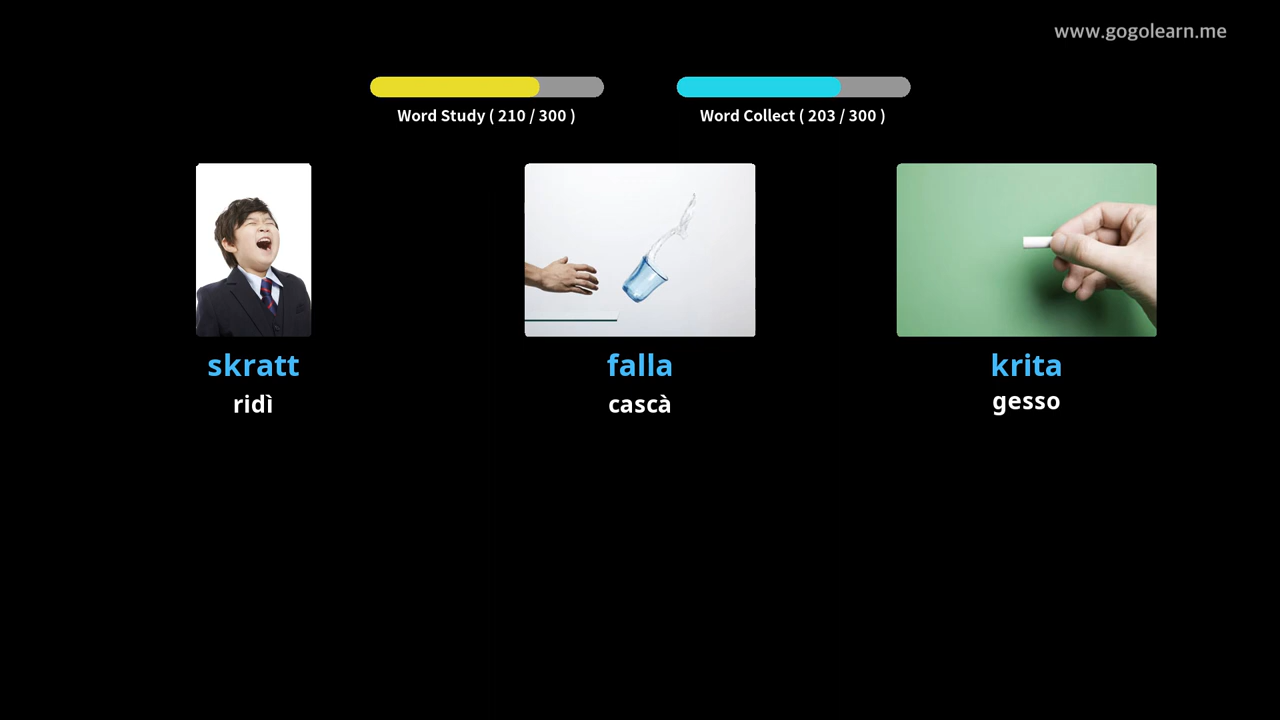 www.gogolearn.me
Word Study ( 210 / 300 )
Word Collect ( 203 / 300 )
skratt
ridì
falla
cascà
krita
gesso